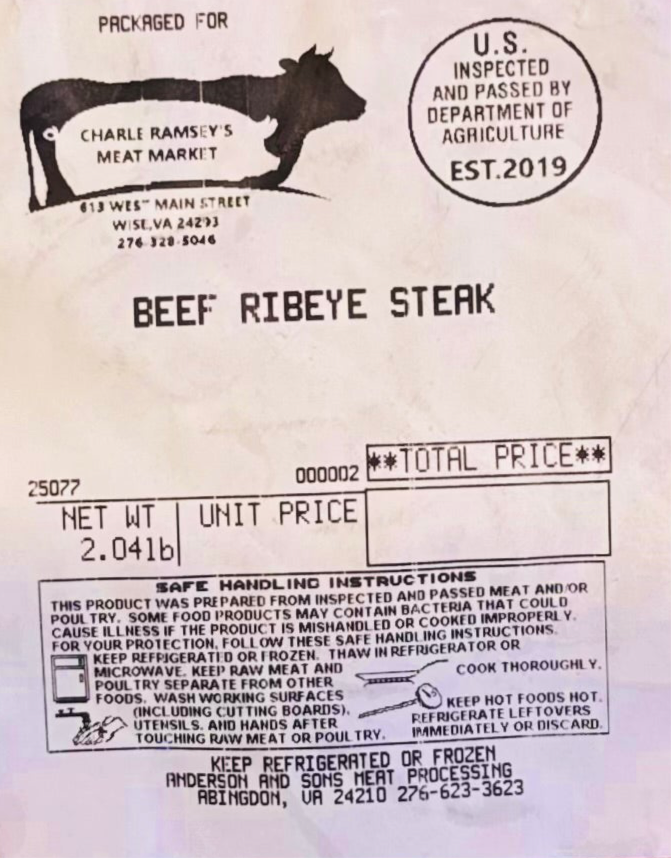 PACKAGED FOR
CHARLE RAMSEY'S
MEAT MARKET
613 WEST MAIN STREET
WISE, VA 24293
276-328-5046
U.S.
INSPECTED
AND PASSED BY
DEPARTMENT OF
AGRICULTURE
EST.2019
BEEF RIBEYE STEAK
25077
000002
**TOTAL PRICE**
NET WT
UNIT PRICE
2.04lb
SAFE HANDLING INSTRUCTIONS
THIS PRODUCT WAS PREPARED FROM INSPECTED AND PASSED MEAT AND/OR
POULTRY. SOME FOOD PRODUCTS MAY CONTAIN BACTERIA THAT COULD
CAUSE ILLNESS IF THE PRODUCT IS MISHANDLED OR COOKED IMPROPERLY.
FOR YOUR PROTECTION, FOLLOW THESE SAFE HANDLING INSTRUCTIONS.
KEEP REFRIGERATED OR FROZEN. THAW IN REFRIGERATOR OR
MICROWAVE. KEEP RAW MEAT AND
POULTRY SEPARATE FROM OTHER
FOODS. WASH WORKING SURFACES
(INCLUDING CUTTING BOARDS),
UTENSILS, AND HANDS AFTER
TOUCHING RAW MEAT OR POULTRY.
COOK THOROUGHLY.
KEEP HOT FOODS HOT.
REFRIGERATE LEFTOVERS
IMMEDIATELY OR DISCARD.
KEEP REFRIGERATED OR FROZEN
ANDERSON AND SONS MEAT PROCESSING
ABINGDON, VA 24210 276-623-3623